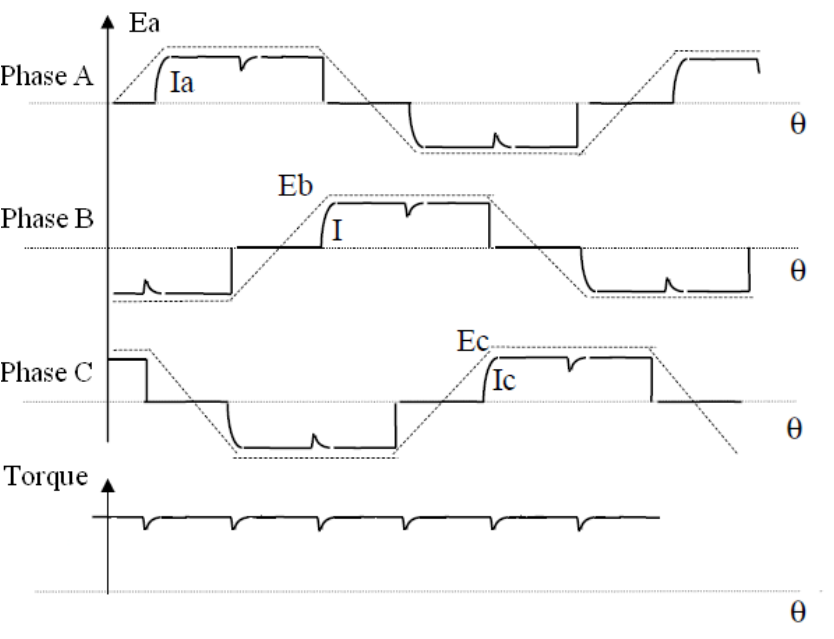 Ea
Phase A
Ia
θ
Eb
Phase B
I
θ
Ec
Phase C
Ic
θ
Torque
θ